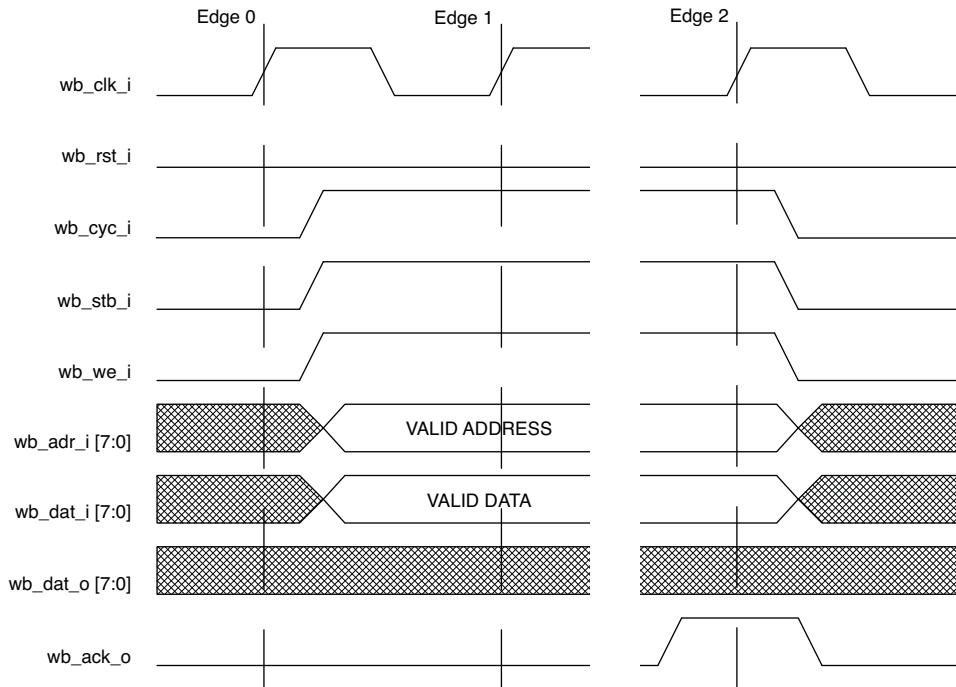 Edge 0
Edge 1
Edge 2
wb_clk_i
wb_rst_i
wb_cyc_i
wb_stb_i
wb_we_i
wb_adr_i [7:0]
VALID ADDRESS
wb_dat_i [7:0]
VALID DATA
wb_dat_o [7:0]
wb_ack_o